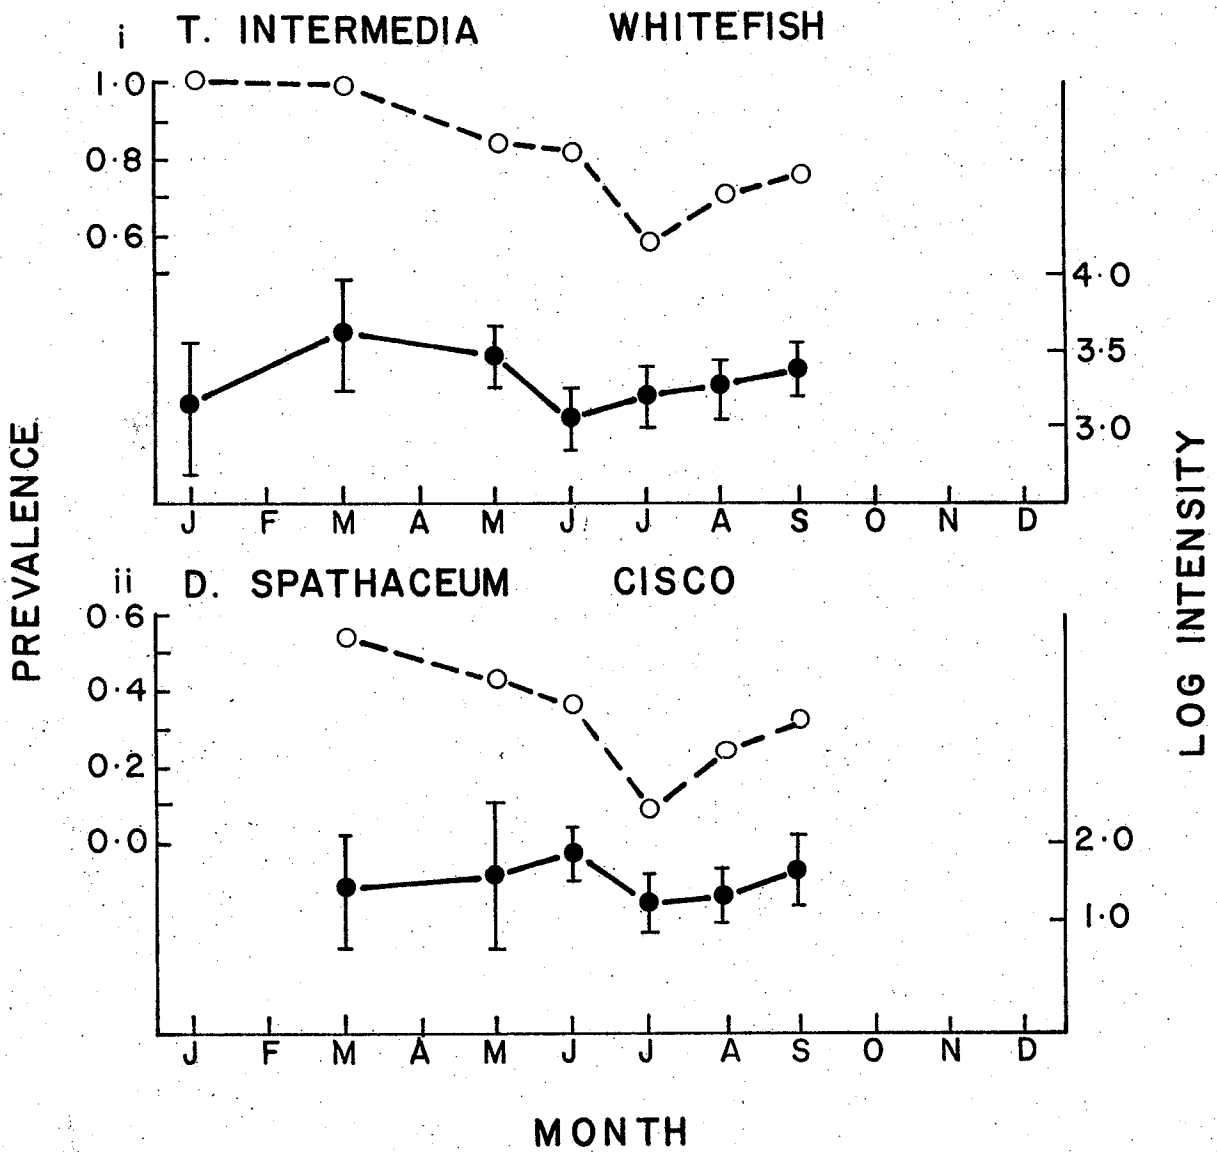 i T. INTERMEDIA WHITEFISH
1·0
0·8
0·6
4·0
3·5
3·0
J F M A M J J A S O N D
PREVALENCE
LOG INTENSITY
ii D. SPATHACEUM CISCO
0·6
0·4
0·2
0·0
2·0
1·0
J F M A M J J A S O N D
MONTH